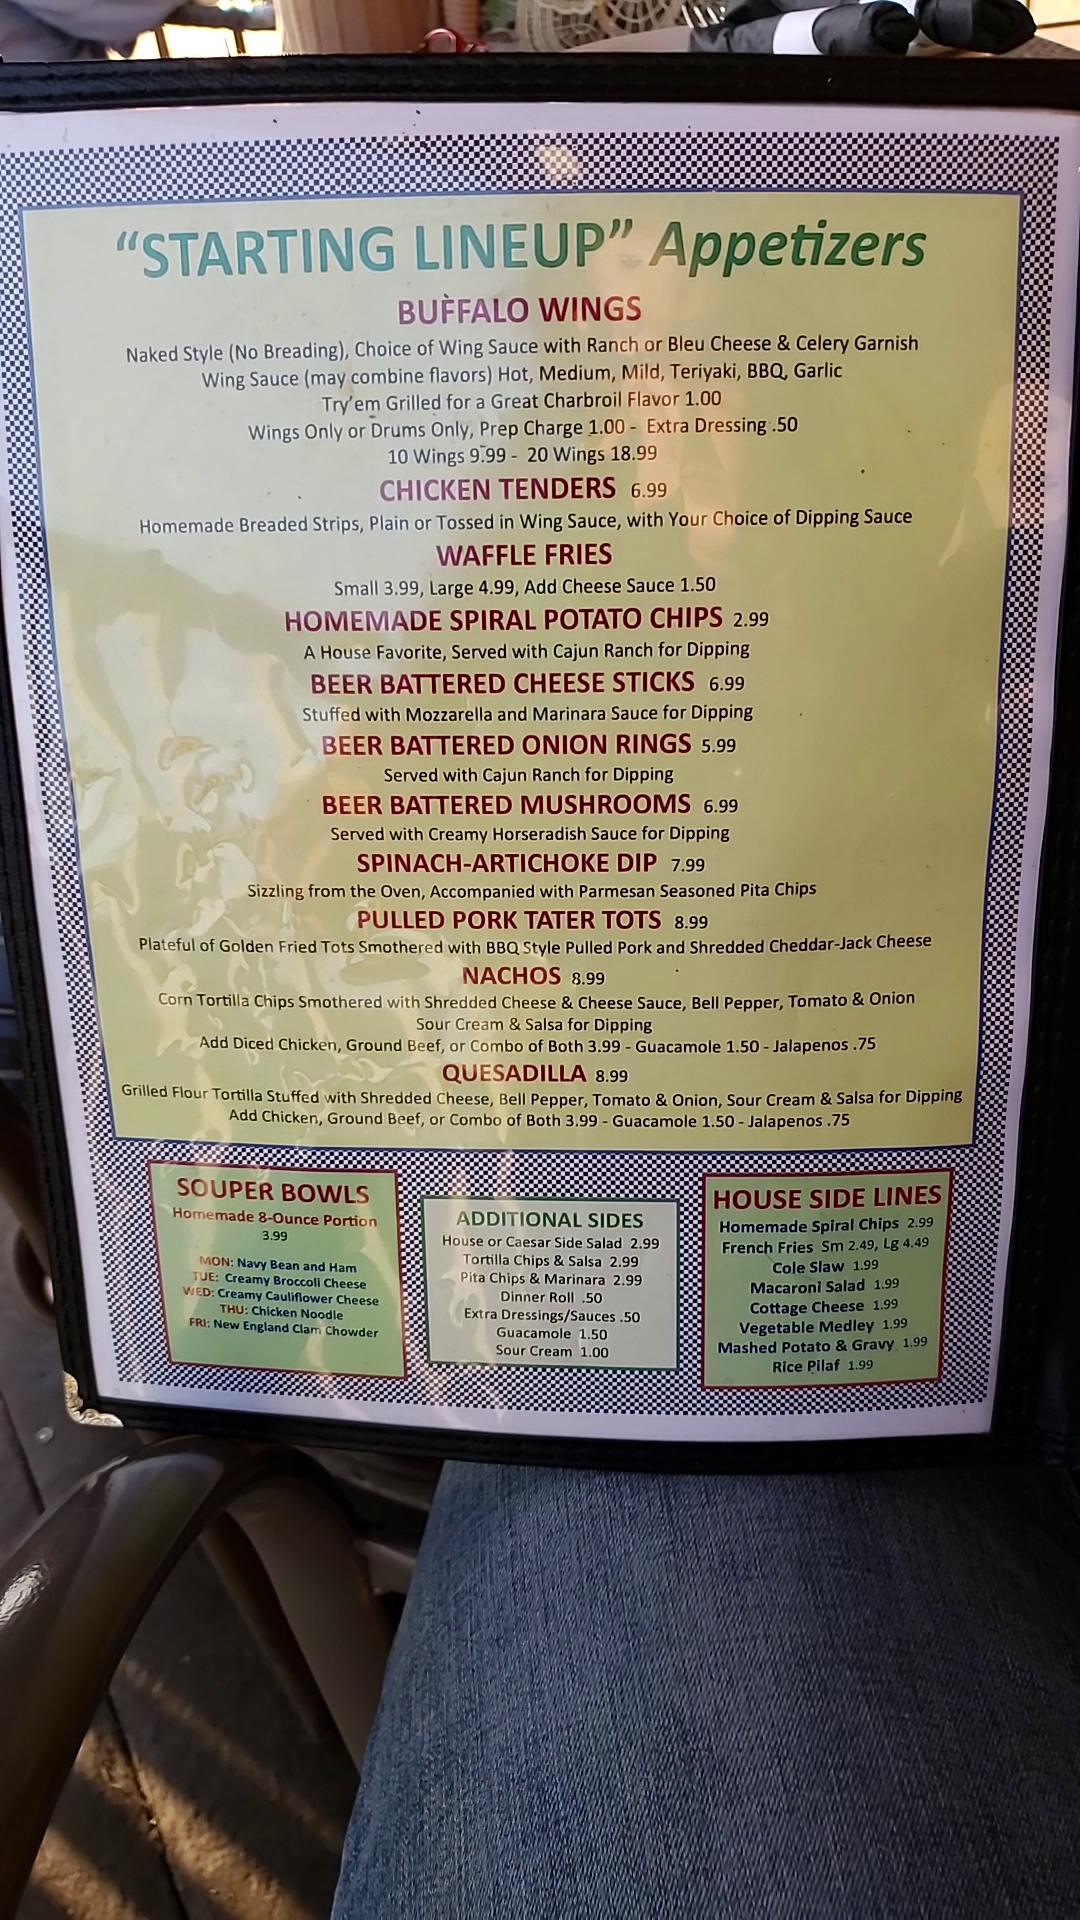 “STARTING LINEUP” Appetizers
BUFFALO WINGS
Naked Style (No Breading), Choice of Wing Sauce with Ranch or Bleu Cheese & Celery Garnish
Wing Sauce (may combine flavors) Hot, Medium, Mild, Teriyaki, BBQ, Garlic
Try’em Grilled for a Great Charbroil Flavor 1.00
Wings Only or Drums Only, Prep Charge 1.00 - Extra Dressing .50
10 Wings 9.99 - 20 Wings 18.99
CHICKEN TENDERS 6.99
Homemade Breaded Strips, Plain or Tossed in Wing Sauce, with Your Choice of Dipping Sauce
WAFFLE FRIES
Small 3.99, Large 4.99, Add Cheese Sauce 1.50
HOMEMADE SPIRAL POTATO CHIPS 2.99
A House Favorite, Served with Cajun Ranch for Dipping
BEER BATTERED CHEESE STICKS 6.99
Stuffed with Mozzarella and Marinara Sauce for Dipping
BEER BATTERED ONION RINGS 5.99
Served with Cajun Ranch for Dipping
BEER BATTERED MUSHROOMS 6.99
Served with Creamy Horseradish Sauce for Dipping
SPINACH-ARTICHOKE DIP 7.99
Sizzling from the Oven, Accompanied with Parmesan Seasoned Pita Chips
PULLED PORK TATER TOTS 8.99
Plateful of Golden Fried Tots Smothered with BBQ Style Pulled Pork and Shredded Cheddar-Jack Cheese
NACHOS 8.99
Corn Tortilla Chips Smothered with Shredded Cheese & Cheese Sauce, Bell Pepper, Tomato & Onion
Sour Cream & Salsa for Dipping
Add Diced Chicken, Ground Beef, or Combo of Both 3.99 - Guacamole 1.50 - Jalapenos .75
QUESADILLA 8.99
Grilled Flour Tortilla Stuffed with Shredded Cheese, Bell Pepper, Tomato & Onion, Sour Cream & Salsa for Dipping
Add Chicken, Ground Beef, or Combo of Both 3.99 - Guacamole 1.50 - Jalapenos .75
SOUPER BOWLS
Homemade 8-Ounce Portion
3.99
MON: Navy Bean and Ham
TUE: Creamy Broccoli Cheese
WED: Creamy Cauliflower Cheese
THU: Chicken Noodle
FRI: New England Clam Chowder
ADDITIONAL SIDES
House or Caesar Side Salad 2.99
Tortilla Chips & Salsa 2.99
Pita Chips & Marinara 2.99
Dinner Roll .50
Extra Dressings/Sauces .50
Guacamole 1.50
Sour Cream 1.00
HOUSE SIDE LINES
Homemade Spiral Chips 2.99
French Fries Sm 2.49, Lg 4.49
Cole Slaw 1.99
Macaroni Salad 1.99
Cottage Cheese 1.99
Vegetable Medley 1.99
Mashed Potato & Gravy 1.99
Rice Pilaf 1.99